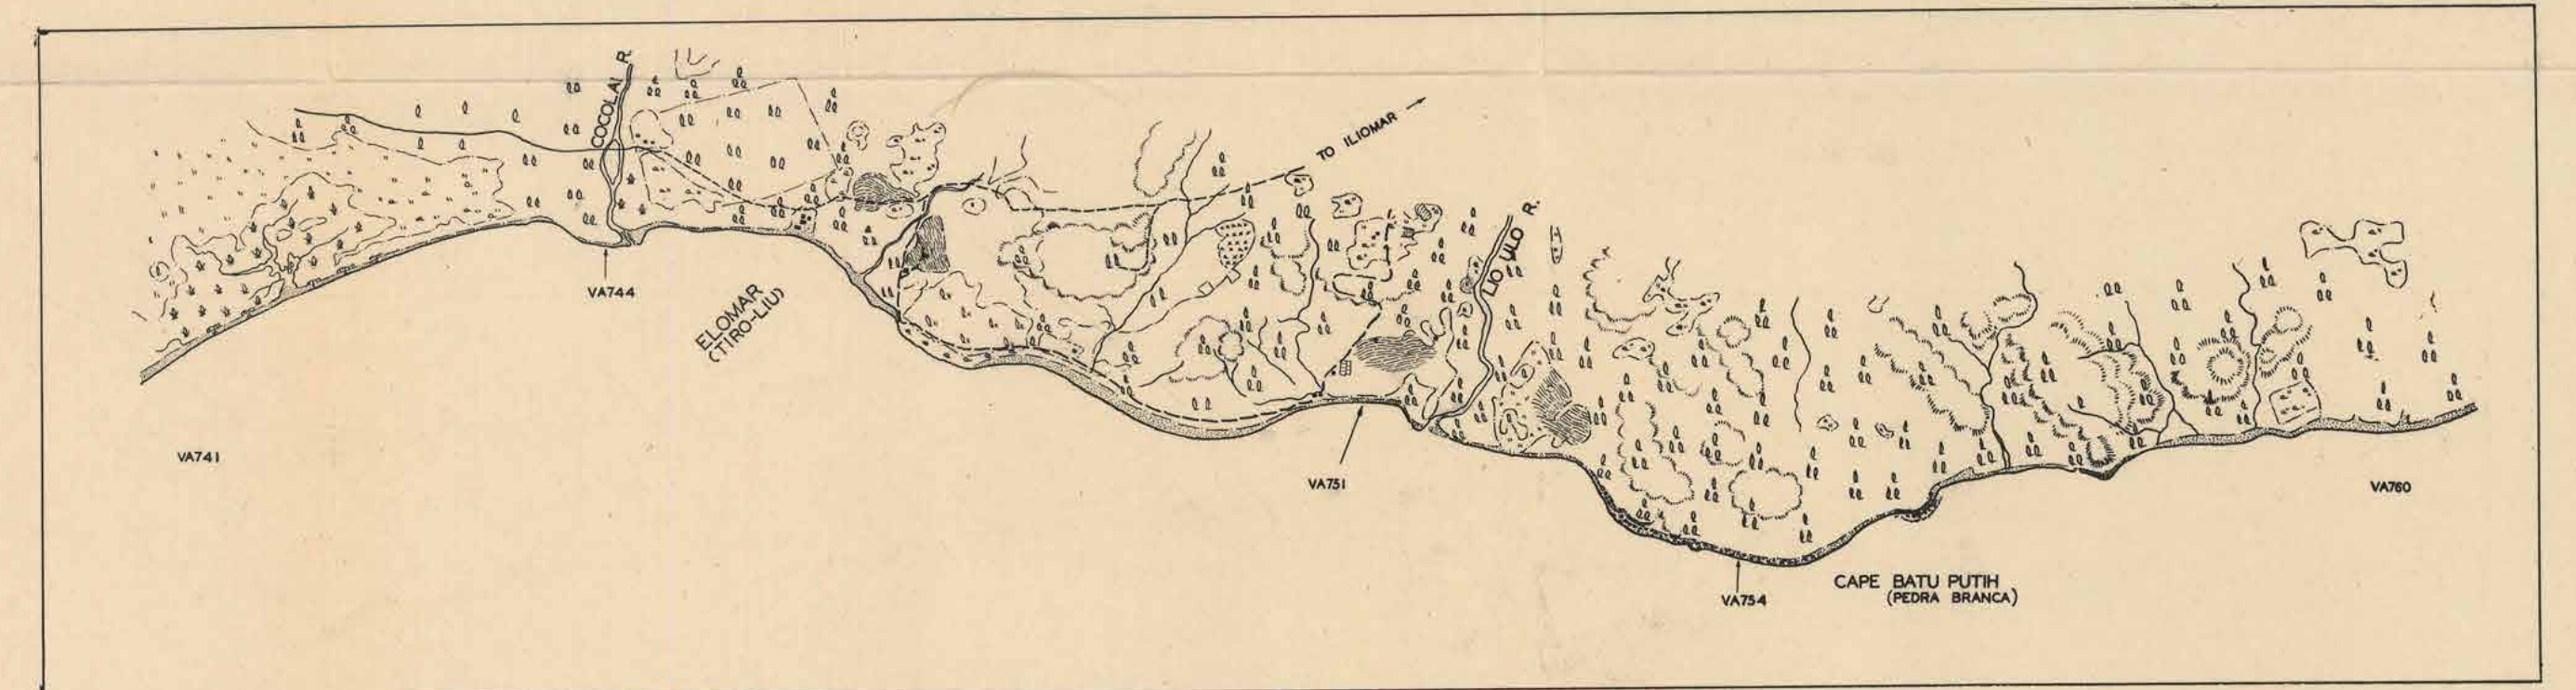 COCOLAI R.
TO ILIOMAR
LIO ULO R.
VA744
ELOMAR
(TIRO-LIU)
VA741
VA751
VA760
VA754
CAPE BATU PUTIH
(PEDRA BRANCA)